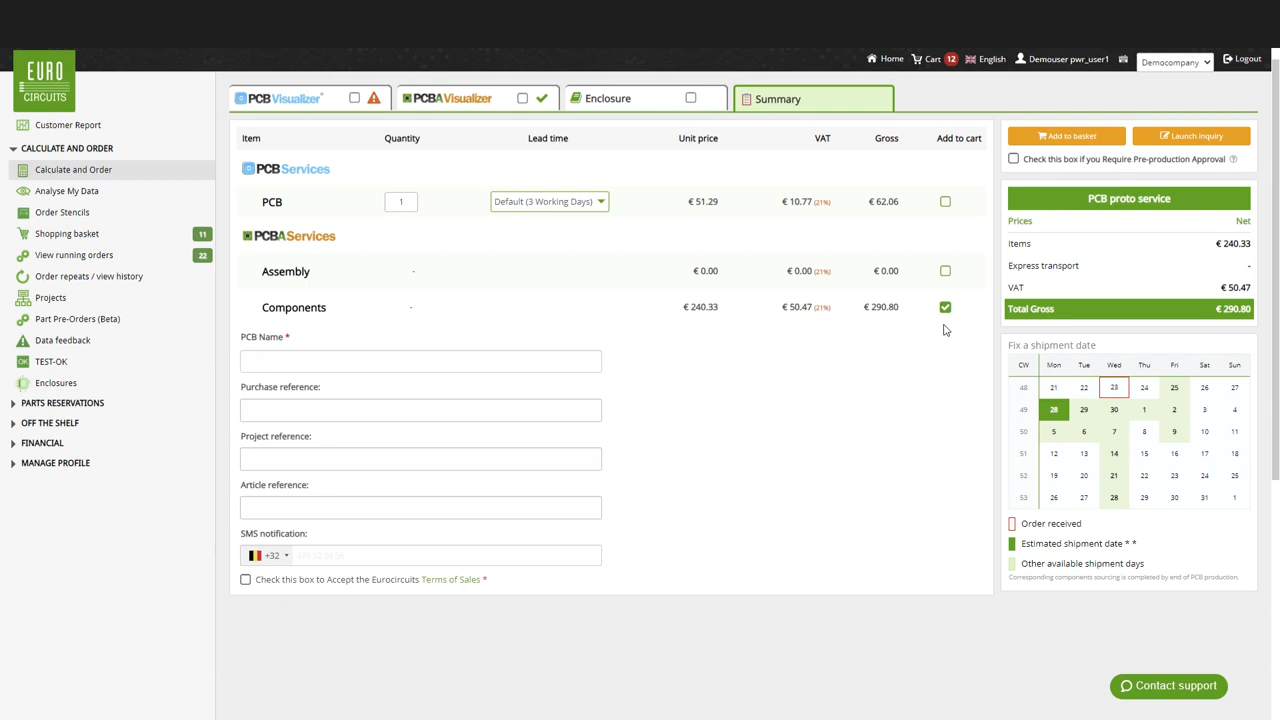 EURO
CIRCUITS
Home
Cart 12
English
Demouser pwr_user1
Democompany
Logout
Customer Report
CALCULATE AND ORDER
Calculate and Order
Analyse My Data
Order Stencils
Shopping basket 11
View running orders 22
Order repeats / view history
Projects
Part Pre-Orders (Beta)
Data feedback
OK TEST-OK
Enclosures
PARTS RESERVATIONS
OFF THE SHELF
FINANCIAL
MANAGE PROFILE
PCB Visualizer
PCBA Visualizer
Enclosure
Summary
Item Quantity Lead time Unit price VAT Gross Add to cart
PCB Services
PCB 1 Default (3 Working Days) € 51.29 € 10.77 (21%) € 62.06
PCBA Services
Assembly - € 0.00 € 0.00 (21%) € 0.00
Components - € 240.33 € 50.47 (21%) € 290.80
PCB Name *
Purchase reference:
Project reference:
Article reference:
SMS notification:
+32 470 12 34 56
Check this box to Accept the Eurocircuits Terms of Sales *
Add to basket
Launch inquiry
Check this box if you Require Pre-production Approval ?
PCB proto service
Prices Net
Items € 240.33
Express transport -
VAT € 50.47
Total Gross € 290.80
Fix a shipment date
CW Mon Tue Wed Thu Fri Sat Sun
48 21 22 23 24 25 26 27
49 28 29 30 1 2 3 4
50 5 6 7 8 9 10 11
51 12 13 14 15 16 17 18
52 19 20 21 22 23 24 25
53 26 27 28 29 30 31 1
Order received
Estimated shipment date * *
Other available shipment days
Corresponding components sourcing is completed by end of PCB production.
Contact support